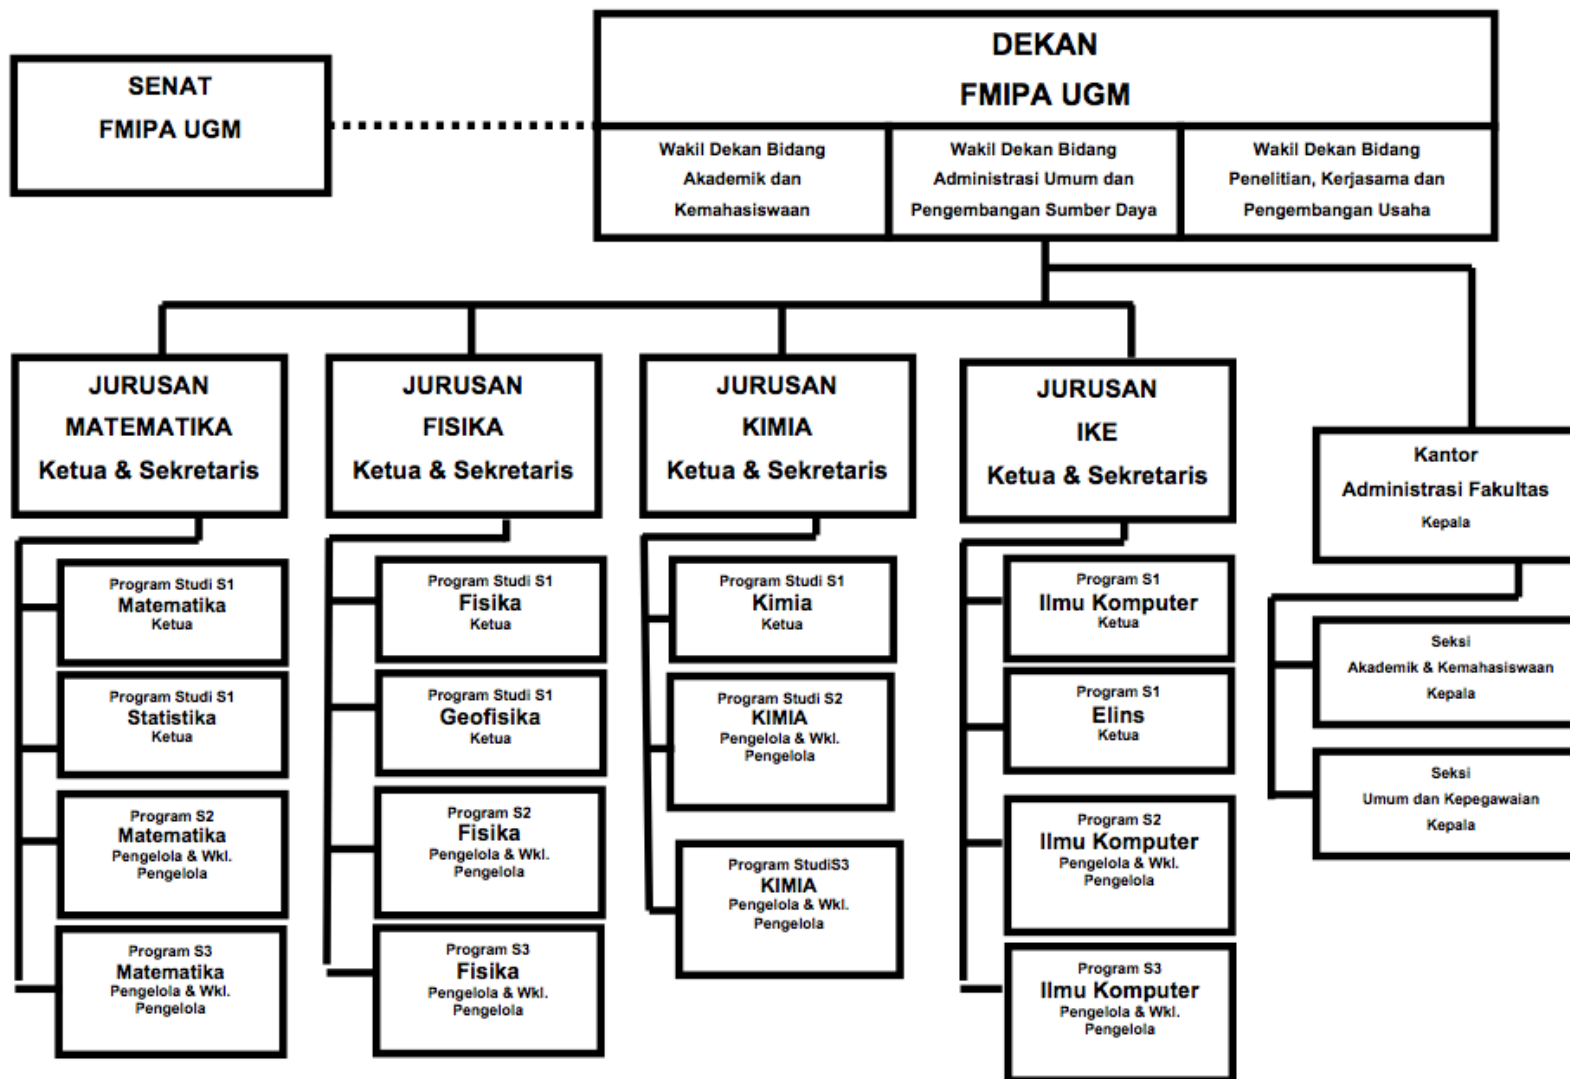 SENAT
FMIPA UGM
DEKAN
FMIPA UGM
Wakil Dekan Bidang
Akademik dan
Kemahasiswaan
Wakil Dekan Bidang
Administrasi Umum dan
Pengembangan Sumber Daya
Wakil Dekan Bidang
Penelitian, Kerjasama dan
Pengembangan Usaha
JURUSAN
MATEMATIKA
Ketua & Sekretaris
JURUSAN
FISIKA
Ketua & Sekretaris
JURUSAN
KIMIA
Ketua & Sekretaris
JURUSAN
IKE
Ketua & Sekretaris
Kantor
Administrasi Fakultas
Kepala
Program Studi S1
Matematika
Ketua
Program Studi S1
Statistika
Ketua
Program S2
Matematika
Pengelola & Wkl.
Pengelola
Program S3
Matematika
Pengelola & Wkl.
Pengelola
Program Studi S1
Fisika
Ketua
Program Studi S1
Geofisika
Ketua
Program S2
Fisika
Pengelola & Wkl.
Pengelola
Program S3
Fisika
Pengelola & Wkl.
Pengelola
Program Studi S1
Kimia
Ketua
Program Studi S2
KIMIA
Pengelola & Wkl.
Pengelola
Program StudiS3
KIMIA
Pengelola & Wkl.
Pengelola
Program S1
Ilmu Komputer
Ketua
Program S1
Elins
Ketua
Program S2
Ilmu Komputer
Pengelola & Wkl.
Pengelola
Program S3
Ilmu Komputer
Pengelola & Wkl.
Pengelola
Seksi
Akademik & Kemahasiswaan
Kepala
Seksi
Umum dan Kepegawaian
Kepala